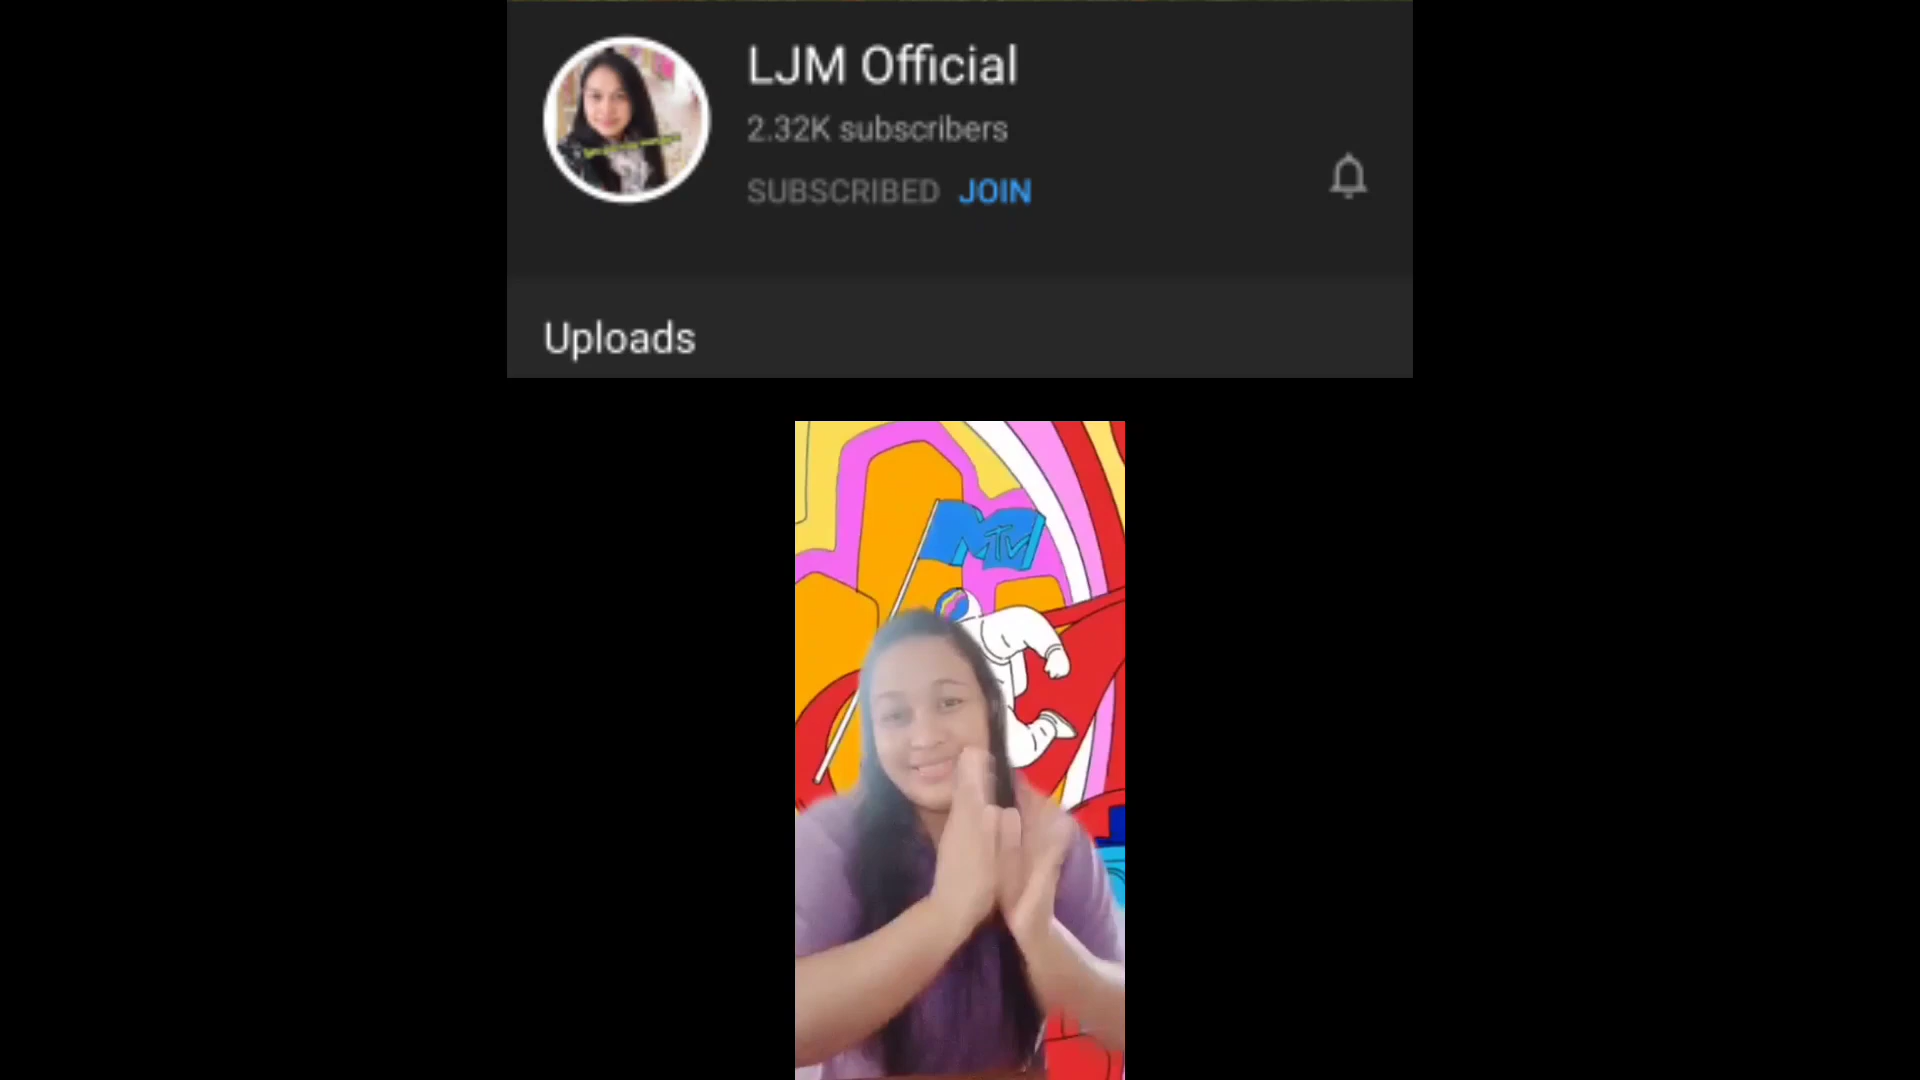 LJM Official
2.32K subscribers
SUBSCRIBED JOIN
Uploads
MTV